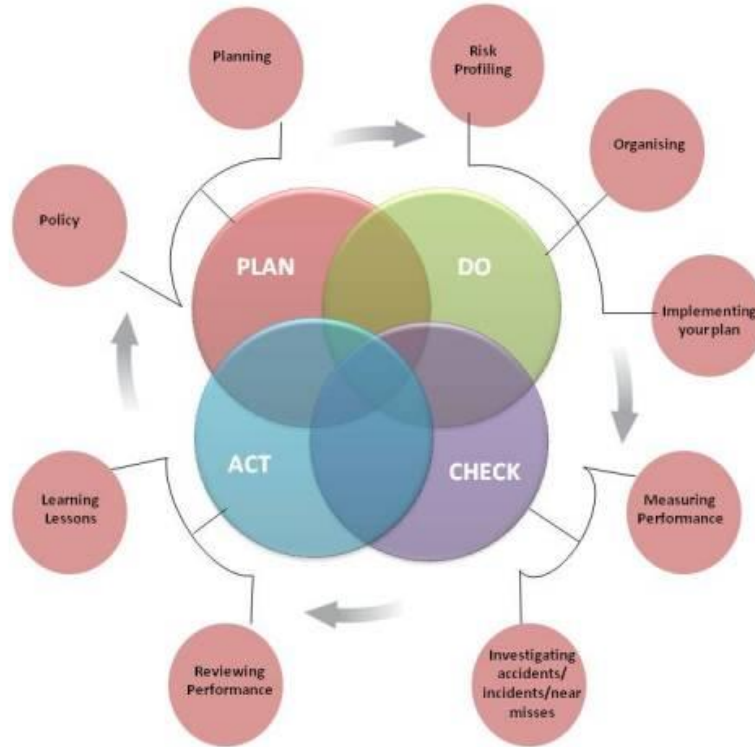 Planning
Risk
Profiling
Organising
Policy
PLAN
DO
Implementing
your plan
ACT
CHECK
Learning
Lessons
Measuring
Performance
Reviewing
Performance
Investigating
accidents/
incidents/near
misses